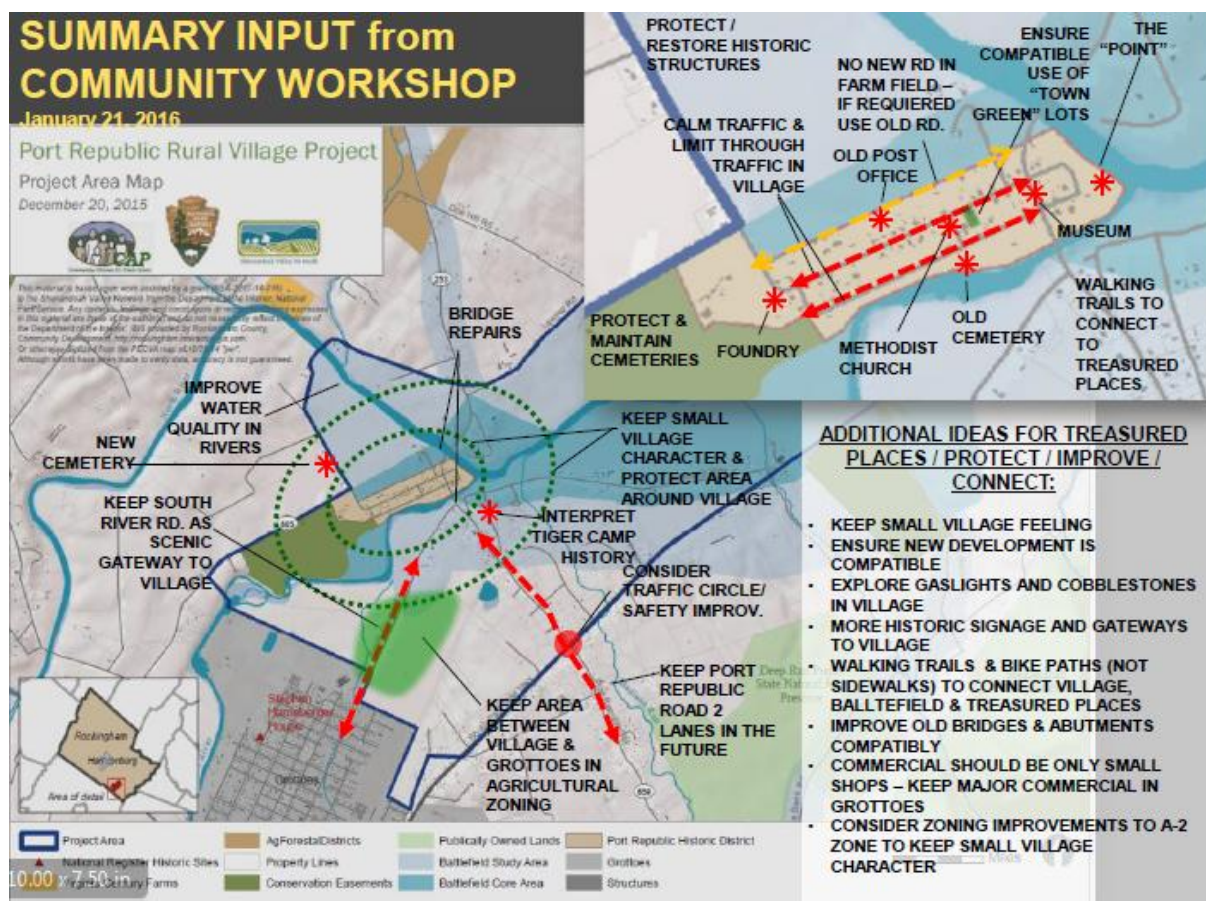 SUMMARY INPUT from
COMMUNITY WORKSHOP
January 21, 2016
Port Republic Rural Village Project
Project Area Map
December 20, 2015
CAP
PROTECT /
RESTORE HISTORIC
STRUCTURES
NO NEW RD IN
FARM FIELD –
IF REQUIERED
USE OLD RD.
ENSURE
COMPATIBLE
USE OF
"TOWN
GREEN" LOTS
THE
"POINT"
CALM TRAFFIC &
LIMIT THROUGH
TRAFFIC IN
VILLAGE
OLD POST
OFFICE
MUSEUM
PROTECT &
MAINTAIN
CEMETERIES
FOUNDRY
METHODIST
CHURCH
OLD
CEMETERY
WALKING
TRAILS TO
CONNECT
TO
TREASURED
PLACES
BRIDGE
REPAIRS
IMPROVE
WATER
QUALITY IN
RIVERS
NEW
CEMETERY
KEEP SOUTH
RIVER RD. AS
SCENIC
GATEWAY TO
VILLAGE
KEEP SMALL
VILLAGE
CHARACTER &
PROTECT AREA
AROUND VILLAGE
INTERPRET
TIGER CAMP
HISTORY
CONSIDER
TRAFFIC CIRCLE/
SAFETY IMPROV.
KEEP PORT
REPUBLIC
ROAD 2
LANES IN THE
FUTURE
KEEP AREA
BETWEEN
VILLAGE &
GROTTOES IN
AGRICULTURAL
ZONING
Grottoes
Rockingham
Area of detail
ADDITIONAL IDEAS FOR TREASURED
PLACES / PROTECT / IMPROVE /
CONNECT:
• KEEP SMALL VILLAGE FEELING
• ENSURE NEW DEVELOPMENT IS
COMPATIBLE
• EXPLORE GASLIGHTS AND COBBLESTONES
IN VILLAGE
• MORE HISTORIC SIGNAGE AND GATEWAYS
TO VILLAGE
• WALKING TRAILS & BIKE PATHS (NOT
SIDEWALKS) TO CONNECT VILLAGE,
BALLTEFIELD & TREASURED PLACES
• IMPROVE OLD BRIDGES & ABUTMENTS
COMPATIBLY
• COMMERCIAL SHOULD BE ONLY SMALL
SHOPS – KEEP MAJOR COMMERCIAL IN
GROTTOES
• CONSIDER ZONING IMPROVEMENTS TO A-2
ZONE TO KEEP SMALL VILLAGE
CHARACTER
Project Area
AgForestalDistricts
Publically Owned Lands
Port Republic Historic District
National Register Historic Sites
Property Lines
Battlefield Study Area
Grottoes
Century Farms
Conservation Easements
Battlefield Core Area
Structures
10.00 x 7.50 in